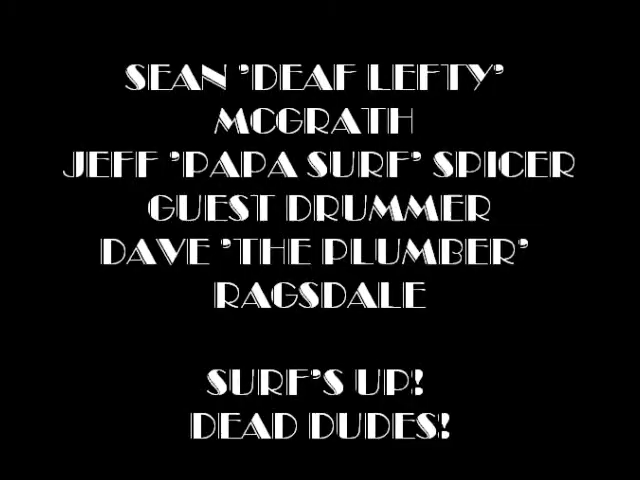 SEAN 'DEAF LEFTY'
MCGRATH
JEFF 'PAPA SURF' SPICER
GUEST DRUMMER
DAVE 'THE PLUMBER'
RAGSDALE
SURF'S UP!
DEAD DUDES!